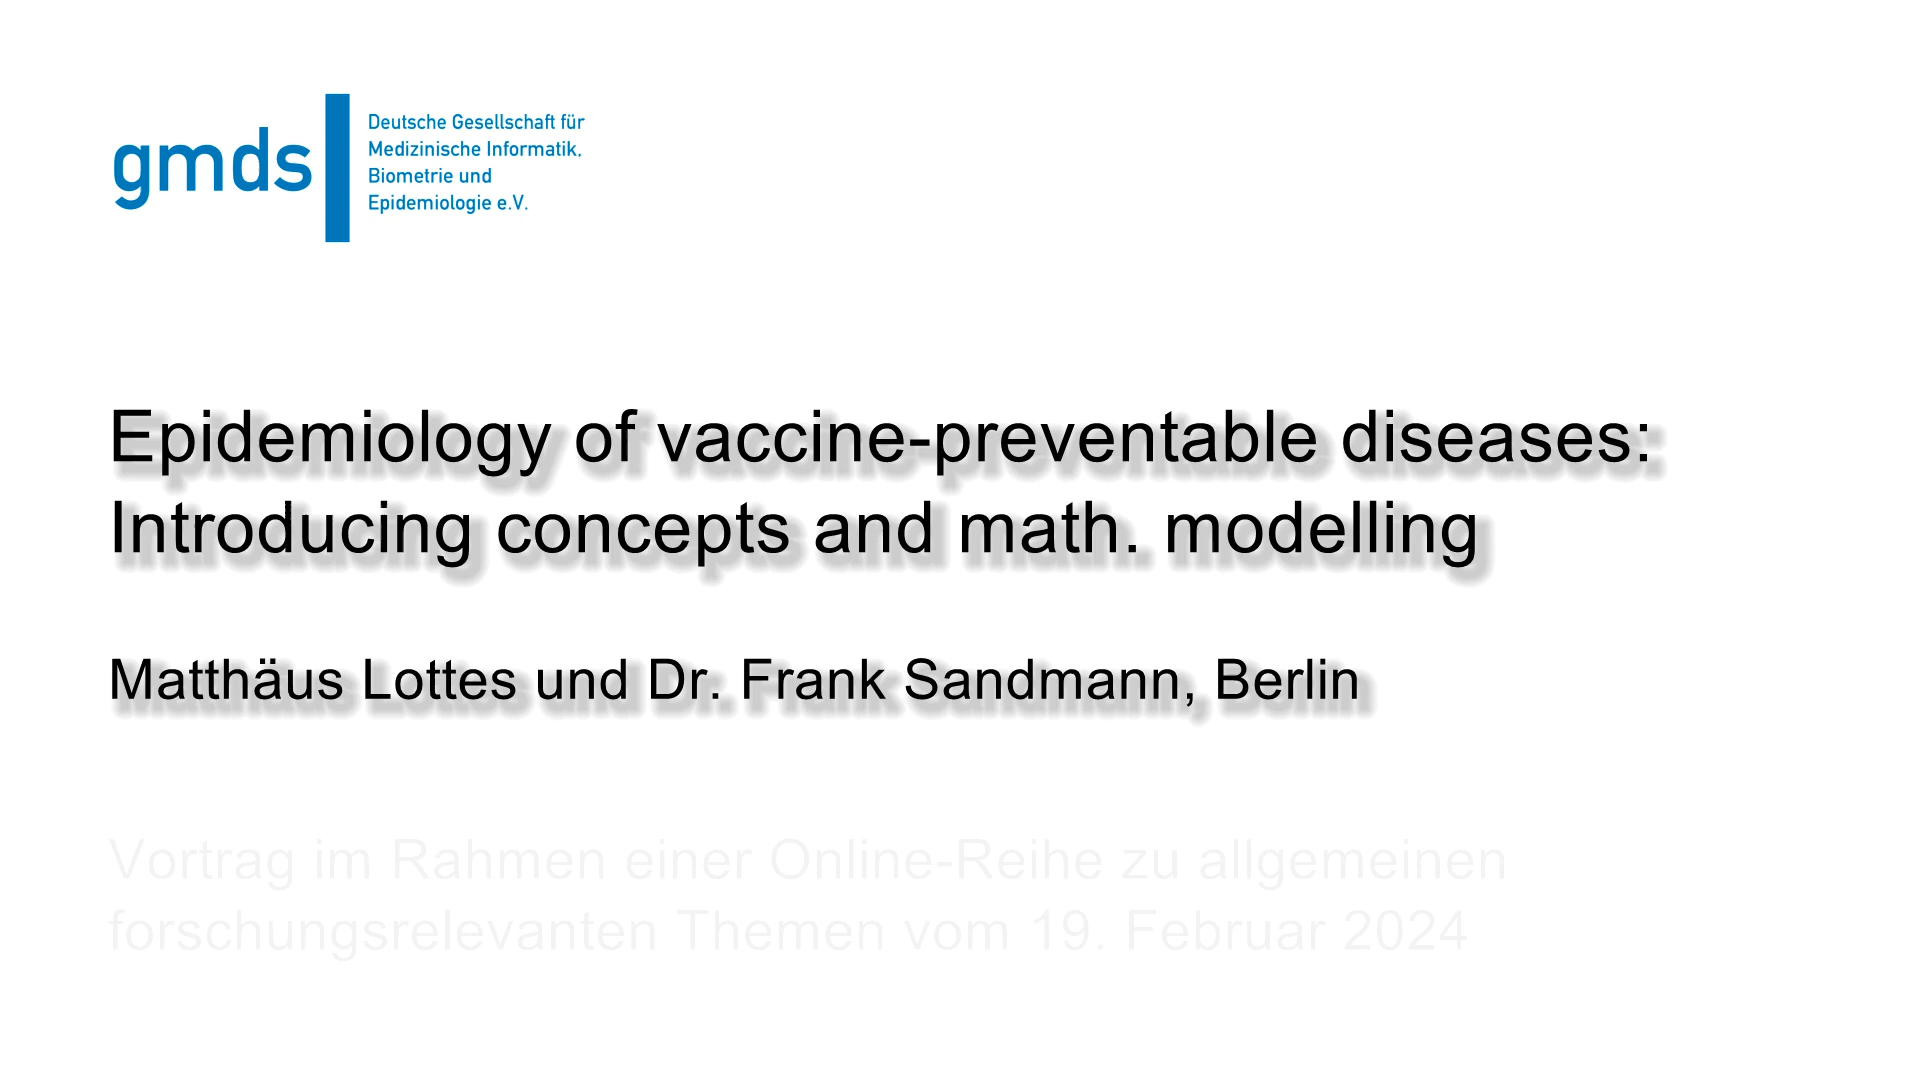 gmds
Deutsche Gesellschaft für
Medizinische Informatik,
Biometrie und
Epidemiologie e.V.
Epidemiology of vaccine-preventable diseases:
Introducing concepts and math. modelling
Matthäus Lottes und Dr. Frank Sandmann, Berlin
Vortrag im Rahmen einer Online-Reihe zu allgemeinen
forschungsrelevanten Themen vom 19. Februar 2024